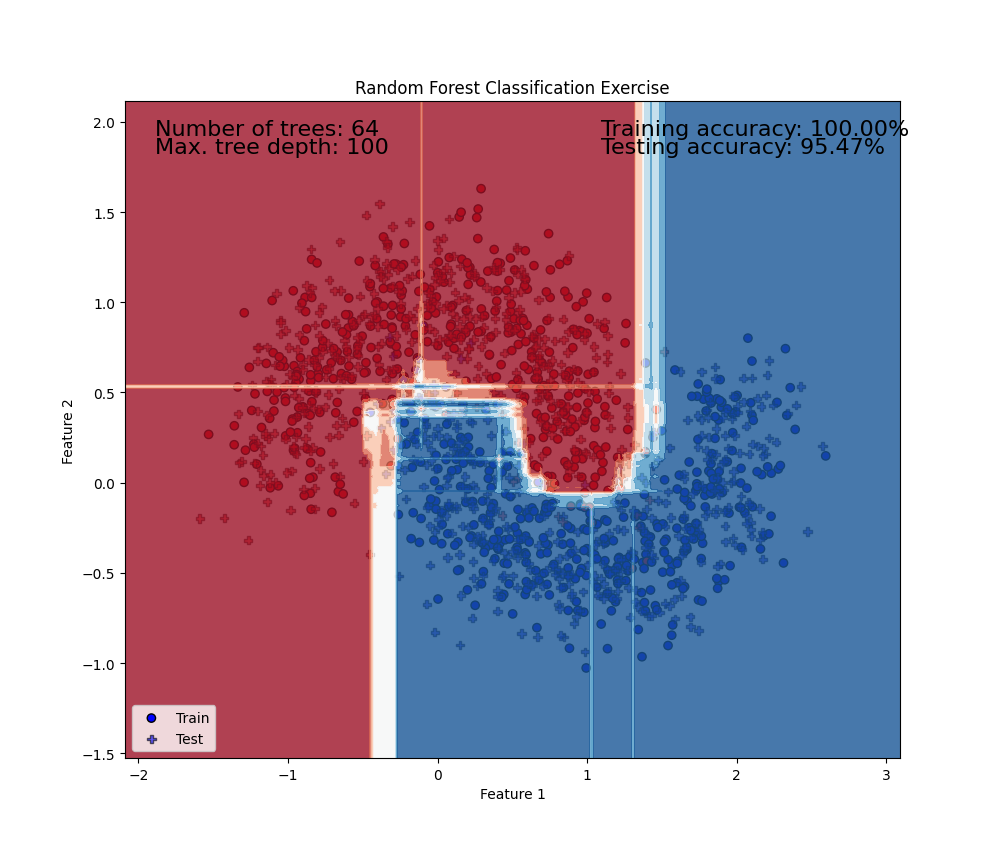 Random Forest Classification Exercise
Number of trees: 64
Max. tree depth: 100
Training accuracy: 100.00%
Testing accuracy: 95.47%
2.0
1.5
1.0
0.5
0.0
−0.5
−1.0
−1.5
Feature 2
Train
Test
−2
−1
0
1
2
3
Feature 1